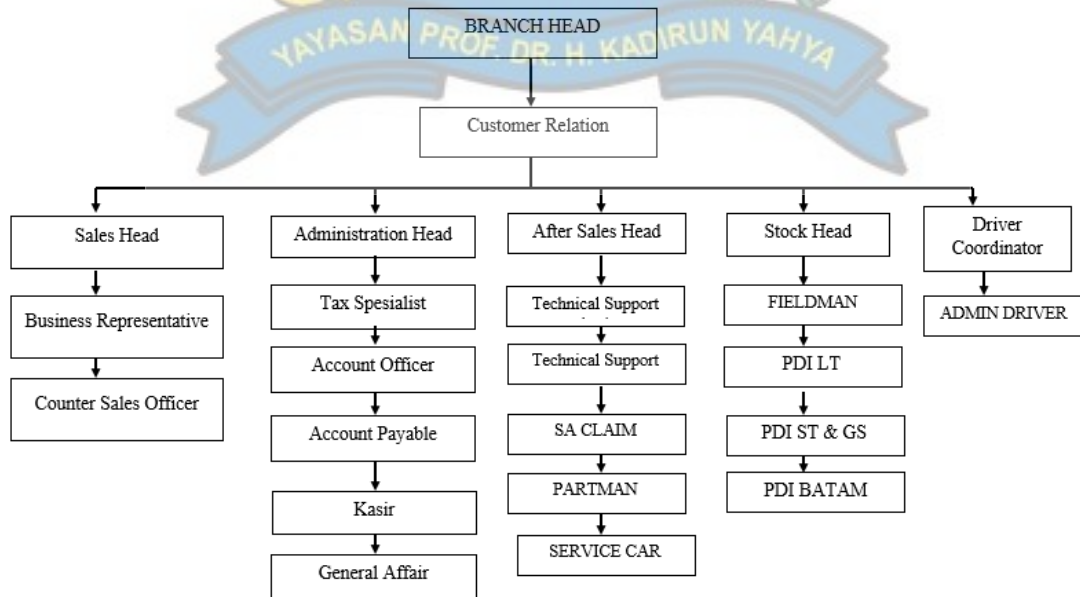 BRANCH HEAD
YAYASAN PROF. DR. H. KADIRUN YAHYA
Customer Relation
Sales Head
Business Representative
Counter Sales Officer
Administration Head
Tax Spesialist
Account Officer
Account Payable
Kasir
General Affair
After Sales Head
Technical Support
Technical Support
SA CLAIM
PARTMAN
SERVICE CAR
Stock Head
FIELDMAN
PDI LT
PDI ST & GS
PDI BATAM
Driver
Coordinator
ADMIN DRIVER